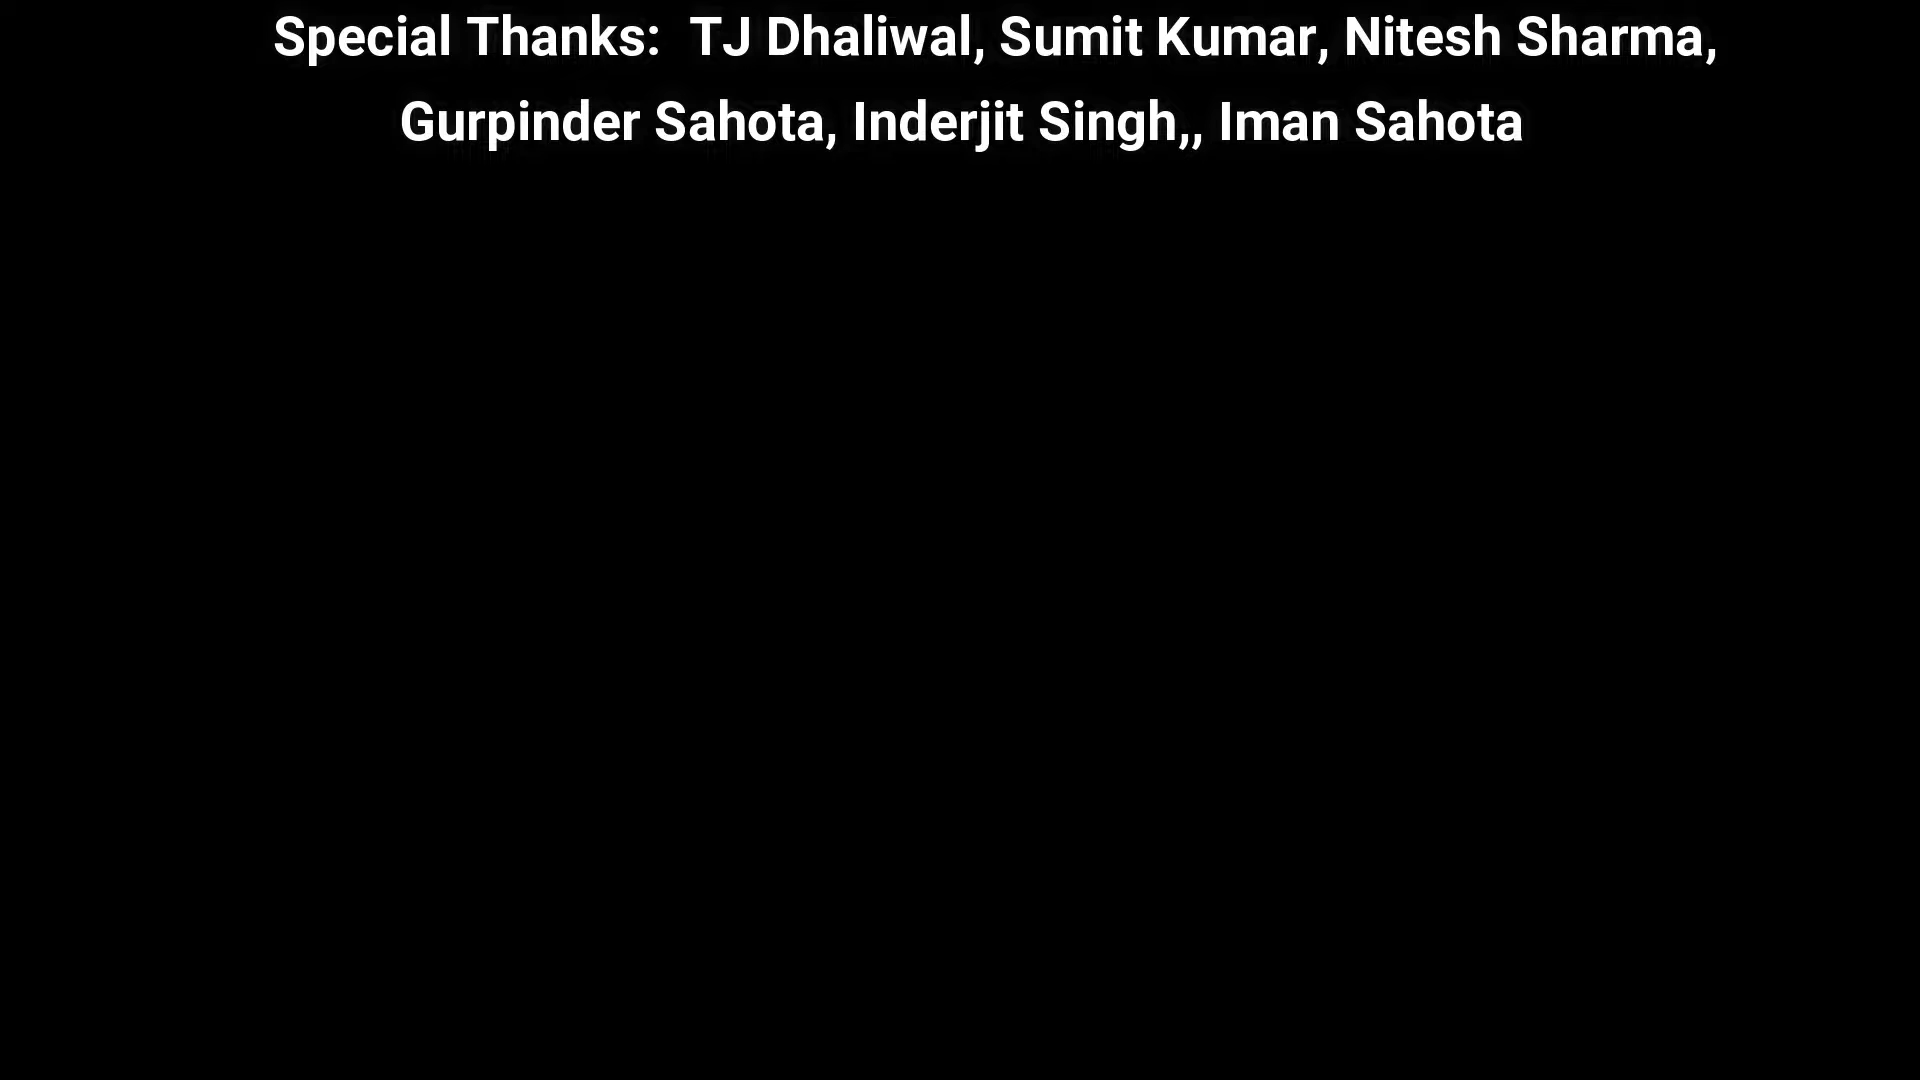 Special Thanks:  TJ Dhaliwal, Sumit Kumar, Nitesh Sharma,
Gurpinder Sahota, Inderjit Singh,, Iman Sahota